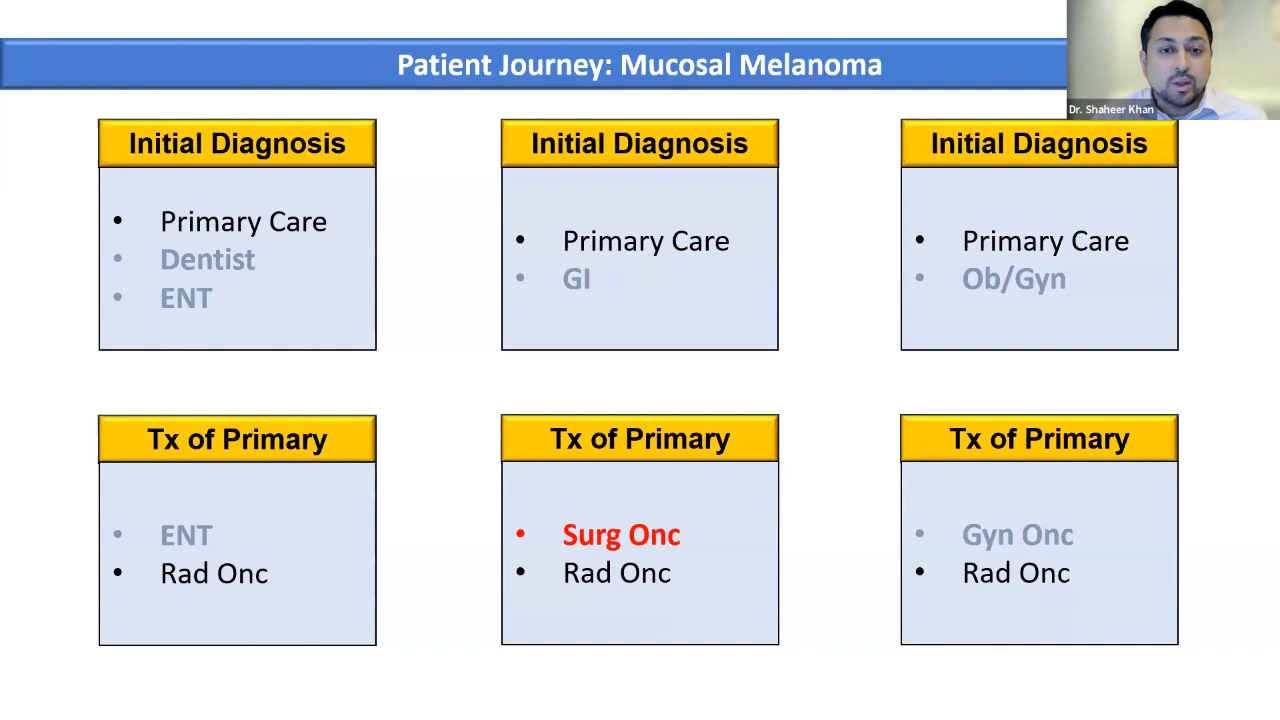 Patient Journey: Mucosal Melanoma
Dr. Shaheer Khan
Initial Diagnosis
• Primary Care
• Dentist
• ENT
Initial Diagnosis
• Primary Care
• GI
Initial Diagnosis
• Primary Care
• Ob/Gyn
Tx of Primary
• ENT
• Rad Onc
Tx of Primary
• Surg Onc
• Rad Onc
Tx of Primary
• Gyn Onc
• Rad Onc